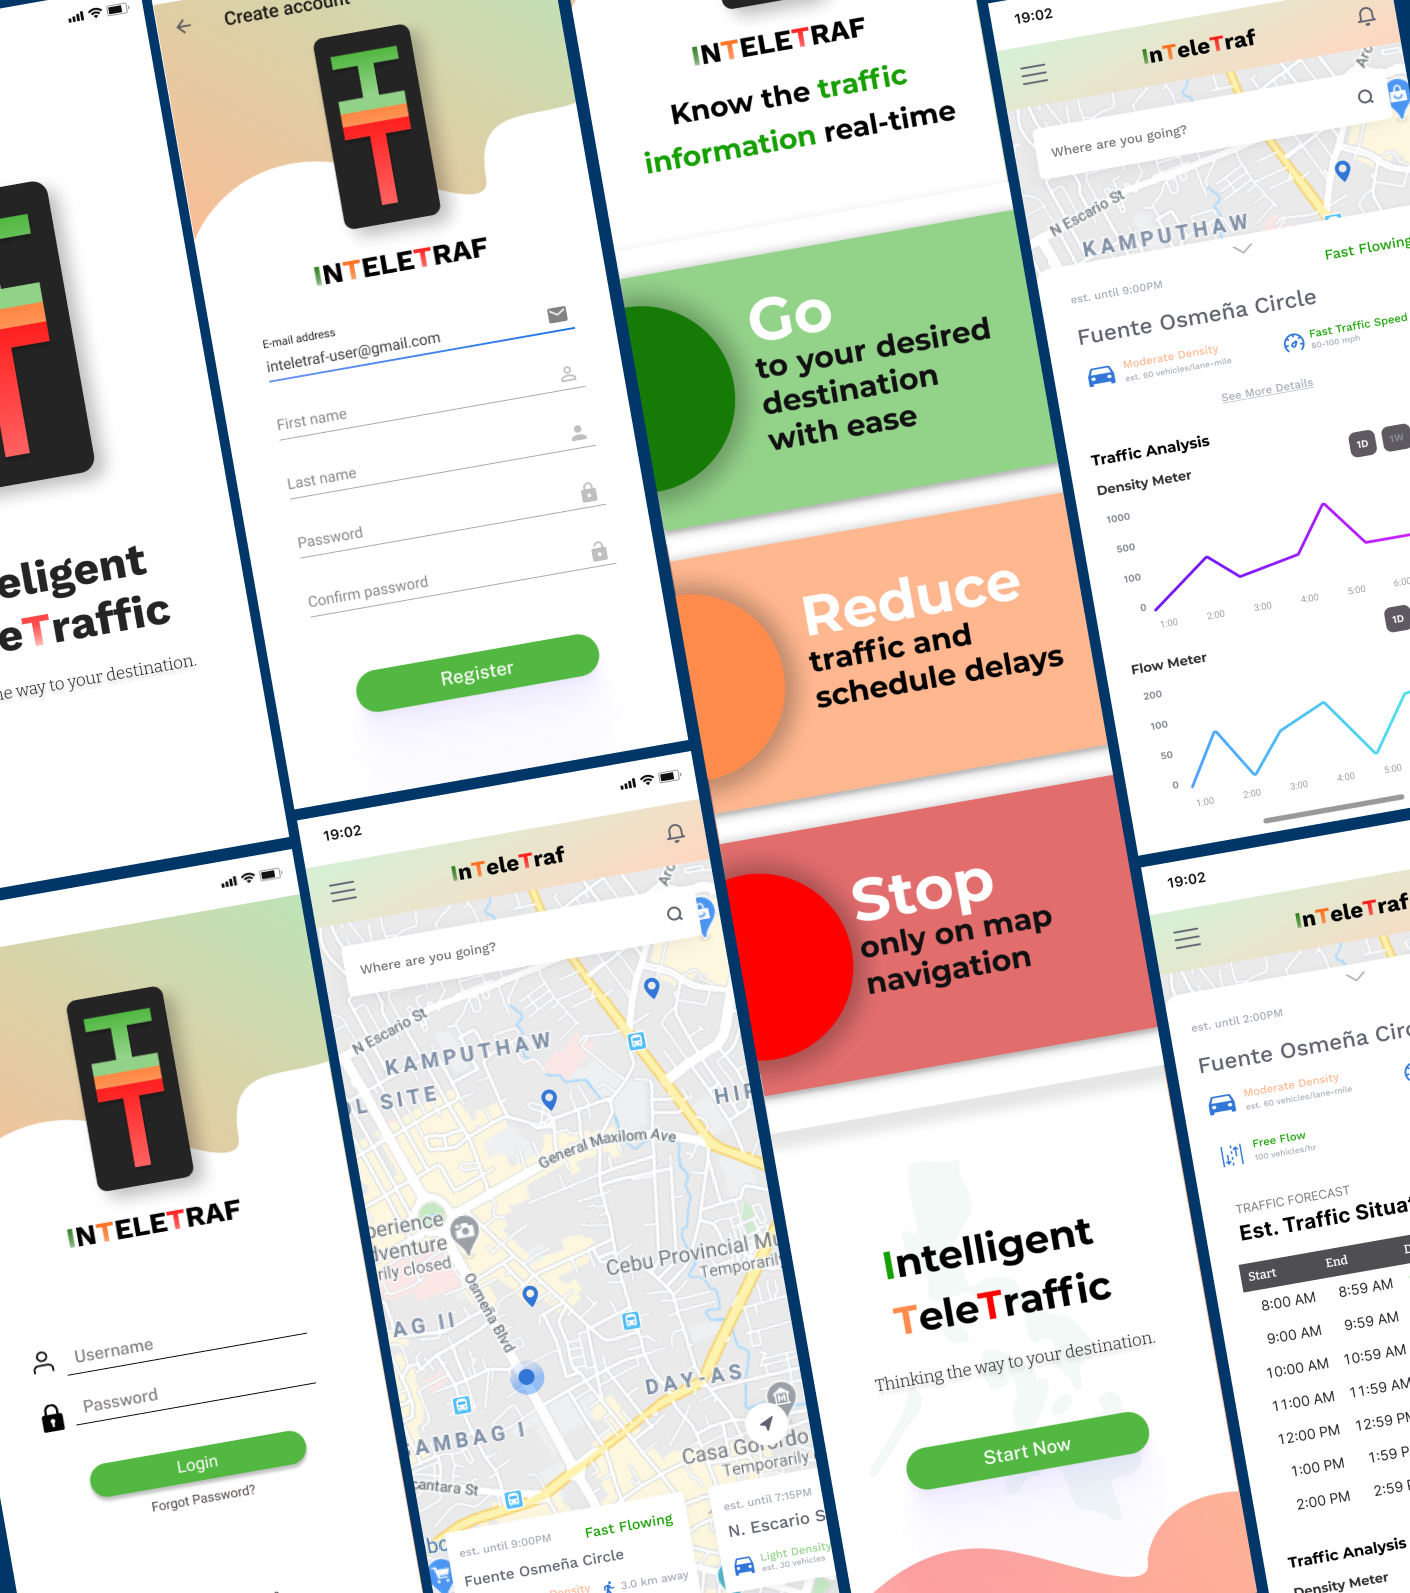 eligent
eTraffic
he way to your destination.
Create account
INTELETRAF
E-mail address
inteletraf-user@gmail.com
First name
Last name
Password
Confirm password
Register
INTELETRAF
Know the traffic
information real-time
Go
to your desired
destination
with ease
Reduce
traffic and
schedule delays
Stop
only on map
navigation
Intelligent
TeleTraffic
Thinking the way to your destination.
Start Now
19:02
InTeleTraf
Where are you going?
N Escario St
KAMPUTHAW
Fast Flowing
est. until 9:00PM
Fuente Osmeña Circle
Moderate Density
est. 60 vehicles/lane-mile
Fast Traffic Speed
80-100 mph
See More Details
Traffic Analysis
1D
1W
Density Meter
1000
500
100
0
1:00
2:00
3:00
4:00
5:00
6:00
1D
Flow Meter
200
100
50
0
1:00
2:00
3:00
4:00
5:00
INTELETRAF
Username
Password
Login
Forgot Password?
19:02
InTeleTraf
Where are you going?
Arc
N Escario St
KAMPUTHAW
OL SITE
HIP
General Maxilom Ave
perience
dventure
rily closed
Cebu Provincial Mu
Temporaril
Osmeña Blvd
AG II
DAY-AS
SAMBAG I
Casa Gorordo
Temporarily
cantara St
est. until 9:00PM
Fast Flowing
Fuente Osmeña Circle
Density
3.0 km away
est. until 7:15PM
N. Escario S
Light Density
est. 30 vehicles
19:02
InTeleTraf
est. until 2:00PM
Fuente Osmeña Circ
Moderate Density
est. 60 vehicles/lane-mile
Free Flow
100 vehicles/hr
TRAFFIC FORECAST
Est. Traffic Situat
Start End D
8:00 AM 8:59 AM
9:00 AM 9:59 AM
10:00 AM 10:59 AM
11:00 AM 11:59 AM
12:00 PM 12:59 PM
1:00 PM 1:59 P
2:00 PM 2:59 P
Traffic Analysis
Density Meter